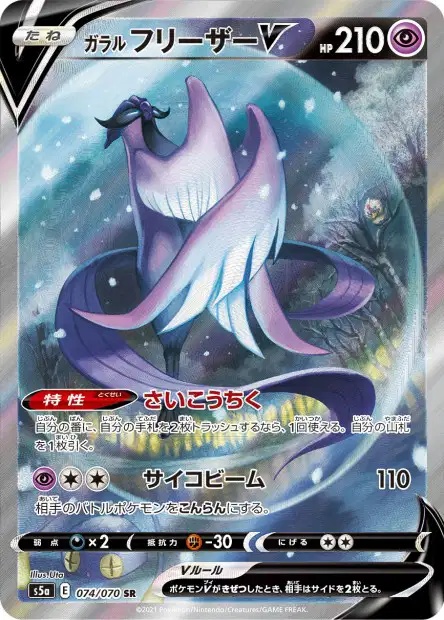 たね ガラル フリーザーV HP 210
特性 とくせい さいこうちく
自分の番に、自分の手札を2枚トラッシュするなら、1回使える。自分の山札
を1枚引く。
サイコビーム 110
相手のバトルポケモンをこんらんにする。
弱点 ×2 抵抗力 -30 にげる
Illus. Uta
s5a E 074/070 SR
Vルール
ポケモンVがきぜつしたとき、相手はサイドを2枚とる。
©2021 Pokémon/Nintendo/Creatures/GAME FREAK.